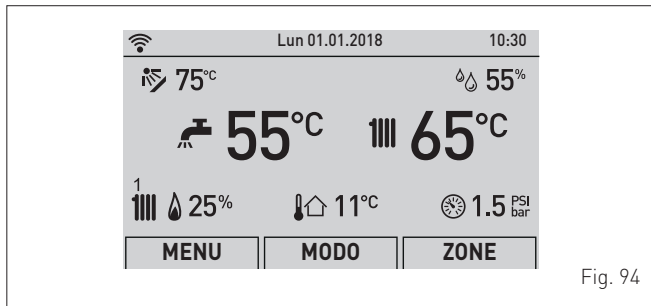 Lun 01.01.2018 10:30
75°C 55%
55°C 65°C
1
25% 11°C 1.5 PSI bar
MENU MODO ZONE
Fig. 94